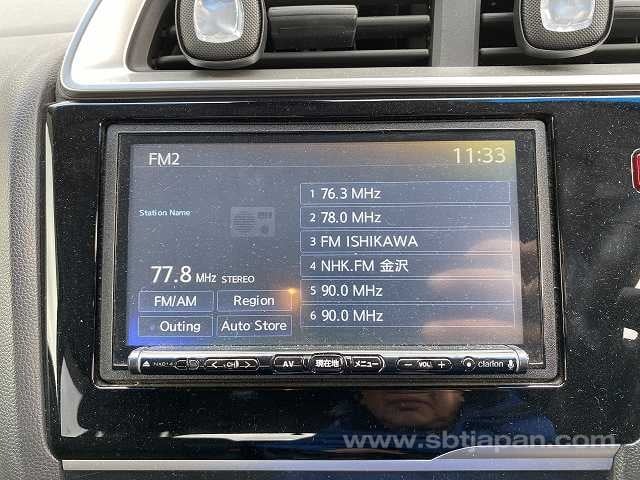 FM2
11:33
Station Name
77.8 MHz STEREO
FM/AM
Region
Outing
Auto Store
1 76.3 MHz
2 78.0 MHz
3 FM ISHIKAWA
4 NHK.FM 金沢
5 90.0 MHz
6 90.0 MHz
CH
AV
現在地
メニュー
− VOL +
clarion
www.sbtjapan.com